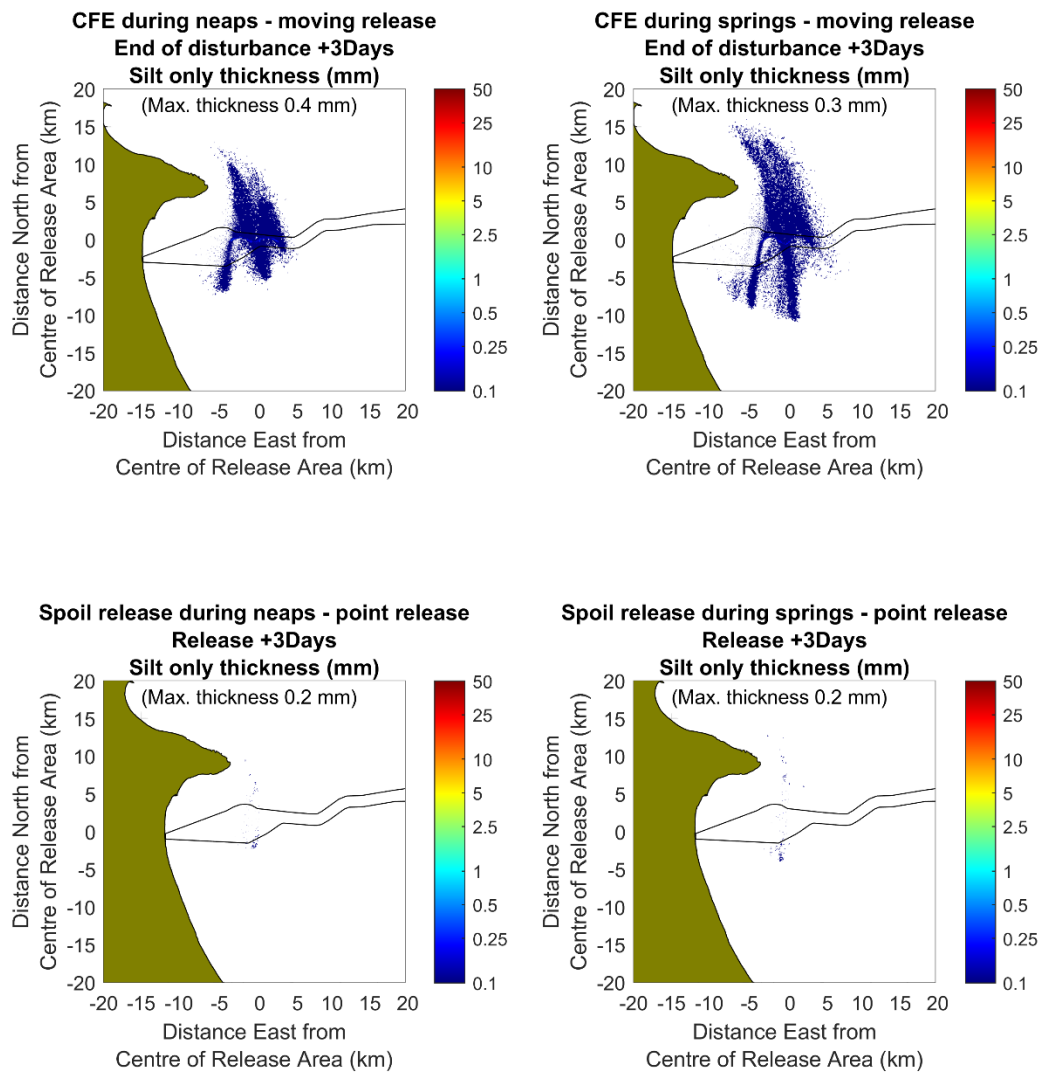 CFE during neaps - moving release
End of disturbance +3Days
Silt only thickness (mm)
(Max. thickness 0.4 mm)
Distance North from
Centre of Release Area (km)
20
15
10
5
0
-5
-10
-15
-20
-20 -15 -10 -5 0 5 10 15 20
Distance East from
Centre of Release Area (km)
50
25
10
5
2.5
1
0.5
0.25
0.1
CFE during springs - moving release
End of disturbance +3Days
Silt only thickness (mm)
(Max. thickness 0.3 mm)
Distance North from
Centre of Release Area (km)
20
15
10
5
0
-5
-10
-15
-20
-20 -15 -10 -5 0 5 10 15 20
Distance East from
Centre of Release Area (km)
50
25
10
5
2.5
1
0.5
0.25
0.1
Spoil release during neaps - point release
Release +3Days
Silt only thickness (mm)
(Max. thickness 0.2 mm)
Distance North from
Centre of Release Area (km)
20
15
10
5
0
-5
-10
-15
-20
-20 -15 -10 -5 0 5 10 15 20
Distance East from
Centre of Release Area (km)
50
25
10
5
2.5
1
0.5
0.25
0.1
Spoil release during springs - point release
Release +3Days
Silt only thickness (mm)
(Max. thickness 0.2 mm)
Distance North from
Centre of Release Area (km)
20
15
10
5
0
-5
-10
-15
-20
-20 -15 -10 -5 0 5 10 15 20
Distance East from
Centre of Release Area (km)
50
25
10
5
2.5
1
0.5
0.25
0.1